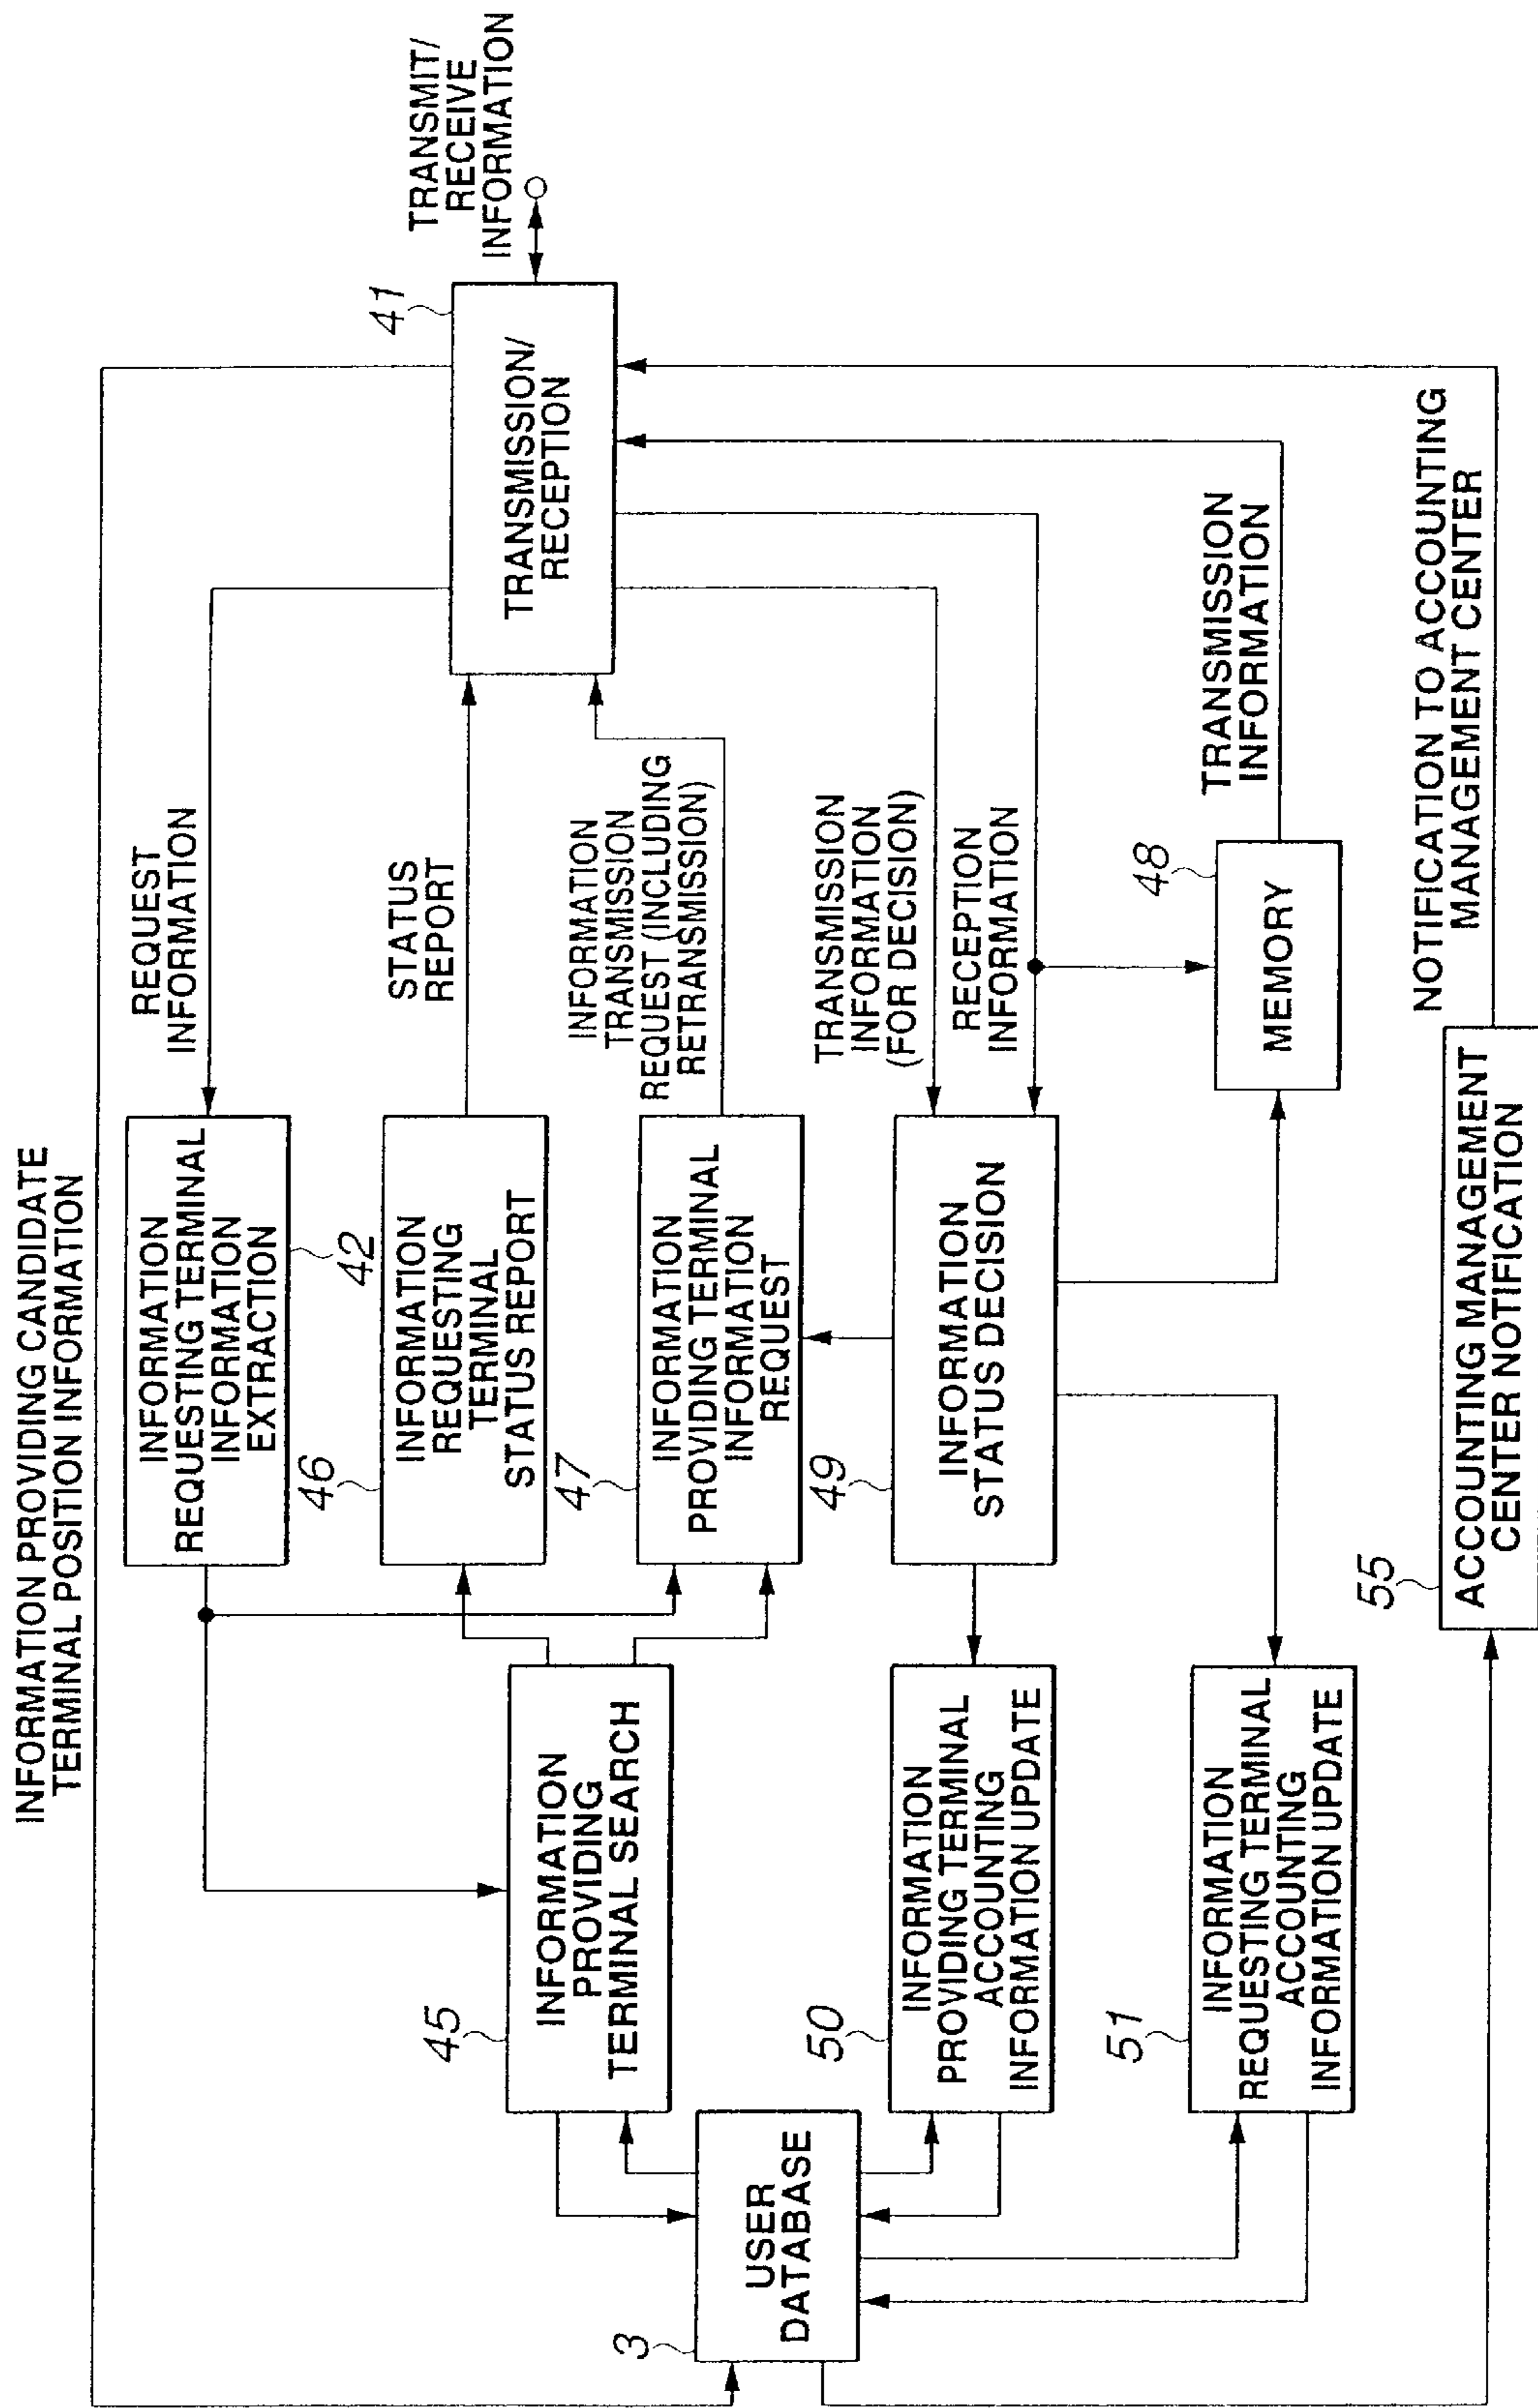 INFORMATION PROVIDING CANDIDATE
TERMINAL POSITION INFORMATION
REQUEST
INFORMATION
INFORMATION
REQUESTING TERMINAL
INFORMATION
EXTRACTION
42
TRANSMIT/
RECEIVE
INFORMATION
41
TRANSMISSION/
RECEPTION
STATUS
REPORT
46
INFORMATION
REQUESTING
TERMINAL
STATUS REPORT
45
INFORMATION
PROVIDING
TERMINAL SEARCH
INFORMATION
TRANSMISSION
REQUEST (INCLUDING
RETRANSMISSION)
47
INFORMATION
PROVIDING TERMINAL
INFORMATION
REQUEST
3
USER
DATABASE
TRANSMISSION
INFORMATION
(FOR DECISION)
RECEPTION
INFORMATION
49
INFORMATION
STATUS DECISION
50
INFORMATION
PROVIDING TERMINAL
ACCOUNTING
INFORMATION UPDATE
48
MEMORY
TRANSMISSION
INFORMATION
51
INFORMATION
REQUESTING TERMINAL
ACCOUNTING
INFORMATION UPDATE
55
ACCOUNTING MANAGEMENT
CENTER NOTIFICATION
NOTIFICATION TO ACCOUNTING
MANAGEMENT CENTER